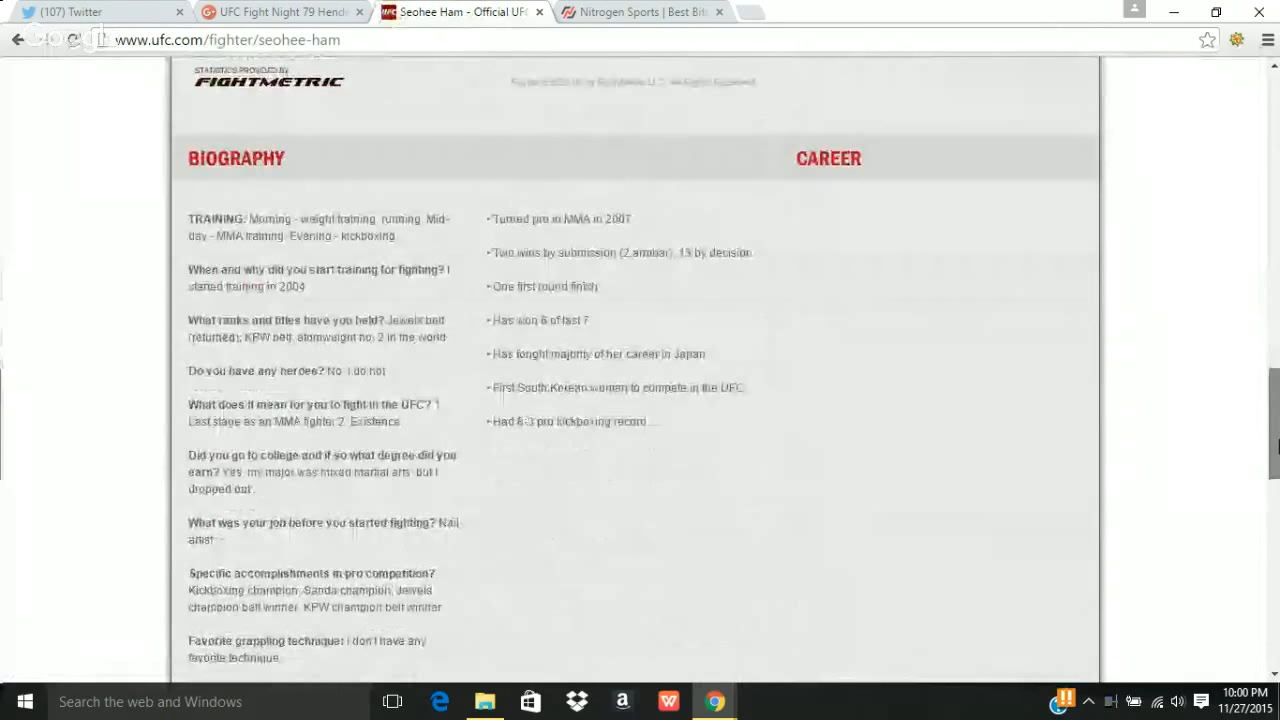 (107) Twitter
UFC Fight Night 79 Hende
Seohee Ham - Official UFC
Nitrogen Sports | Best Bit
www.ufc.com/fighter/seohee-ham
STATISTICS PROVIDED BY
FIGHTMETRIC
BIOGRAPHY
TRAINING: Morning - weight training, running. Mid-
day - MMA training. Evening - kickboxing
When and why did you start training for fighting? I
started training in 2004
What ranks and titles have you held? Jewels belt
(returned), KPW belt, atomweight no. 2 in the world
Do you have any heroes? No, I do not
What does it mean for you to fight in the UFC? 1.
Last stage as an MMA fighter 2. Existence
Did you go to college and if so what degree did you
earn? Yes, my major was mixed martial arts, but I
dropped out.
What was your job before you started fighting? Nail
artist
Specific accomplishments in pro competition?
Kickboxing champion, Sanda champion, Jewels
champion belt winner, KPW champion belt winner
Favorite grappling technique: I don't have any
favorite technique.
• Turned pro in MMA in 2007
• Two wins by submission (2 armbar), 13 by decision
• One first round finish
• Has won 6 of last 7
• Has fought majority of her career in Japan
• First South Korean woman to compete in the UFC
• Had pro kickboxing record
CAREER
Search the web and Windows
10:00 PM
11/27/2015